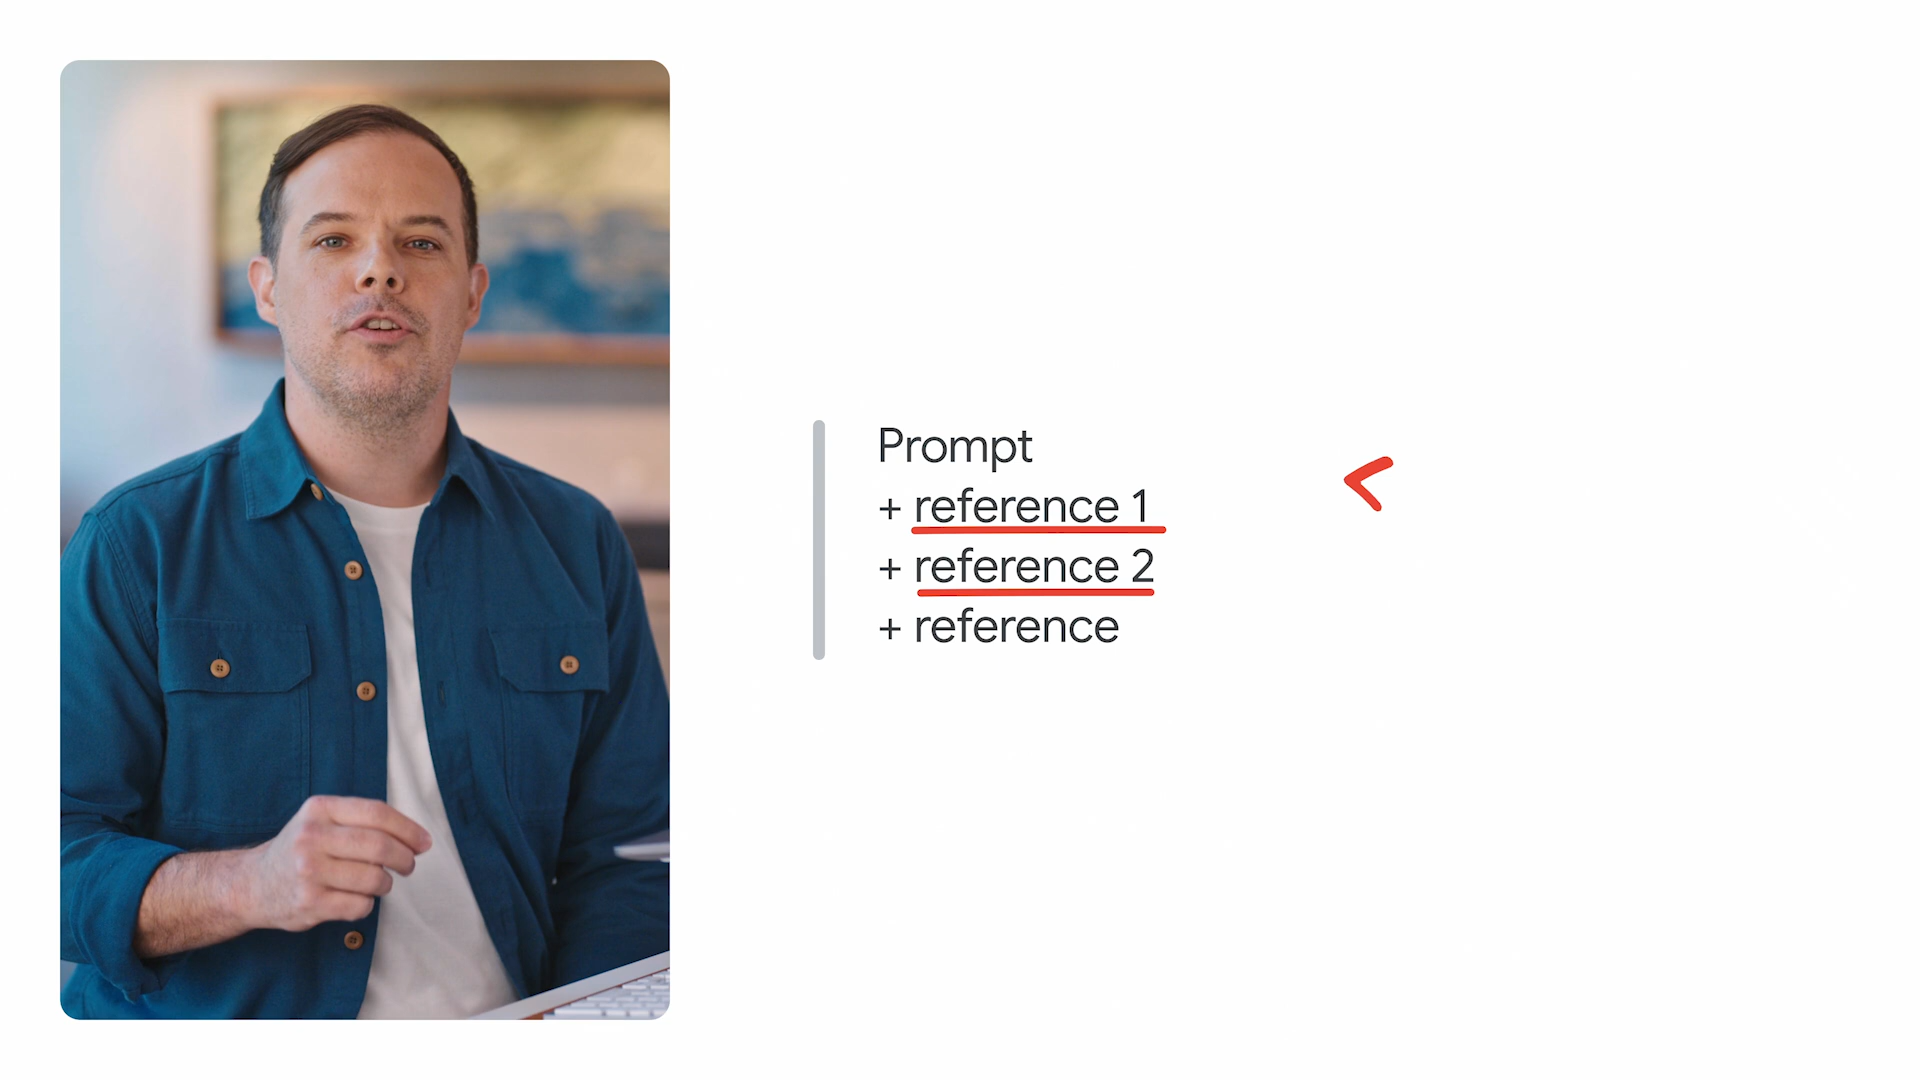 Prompt
+ reference 1
+ reference 2
+ reference